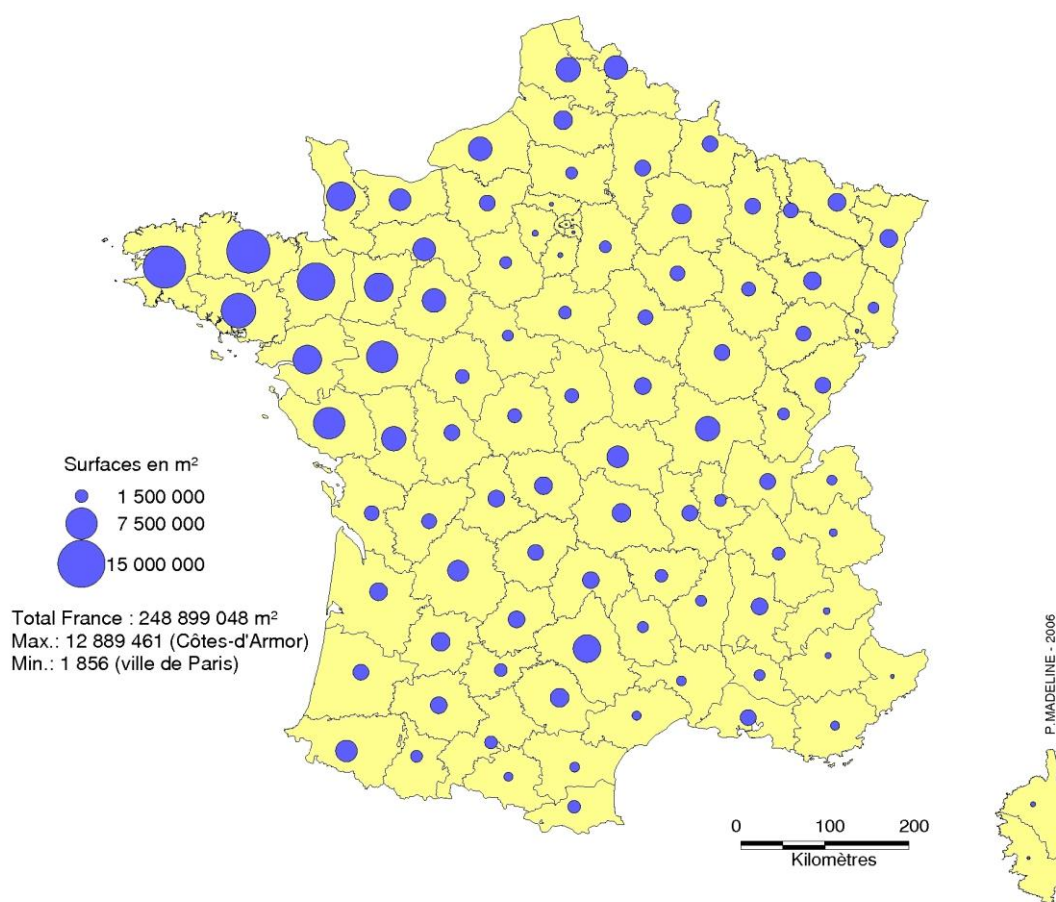 Surfaces en m²
1 500 000
7 500 000
15 000 000
Total France : 248 899 048 m²
Max.: 12 889 461 (Côtes-d'Armor)
Min.: 1 856 (ville de Paris)
0 100 200
Kilomètres
P.MADELINE - 2006